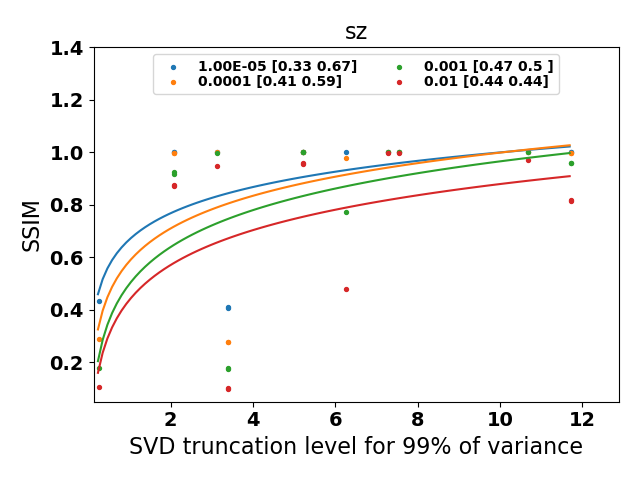 sz
1.00E-05 [0.33 0.67]
0.0001 [0.41 0.59]
0.001 [0.47 0.5 ]
0.01 [0.44 0.44]
1.4
1.2
1.0
0.8
0.6
0.4
0.2
SSIM
2 4 6 8 10 12
SVD truncation level for 99% of variance